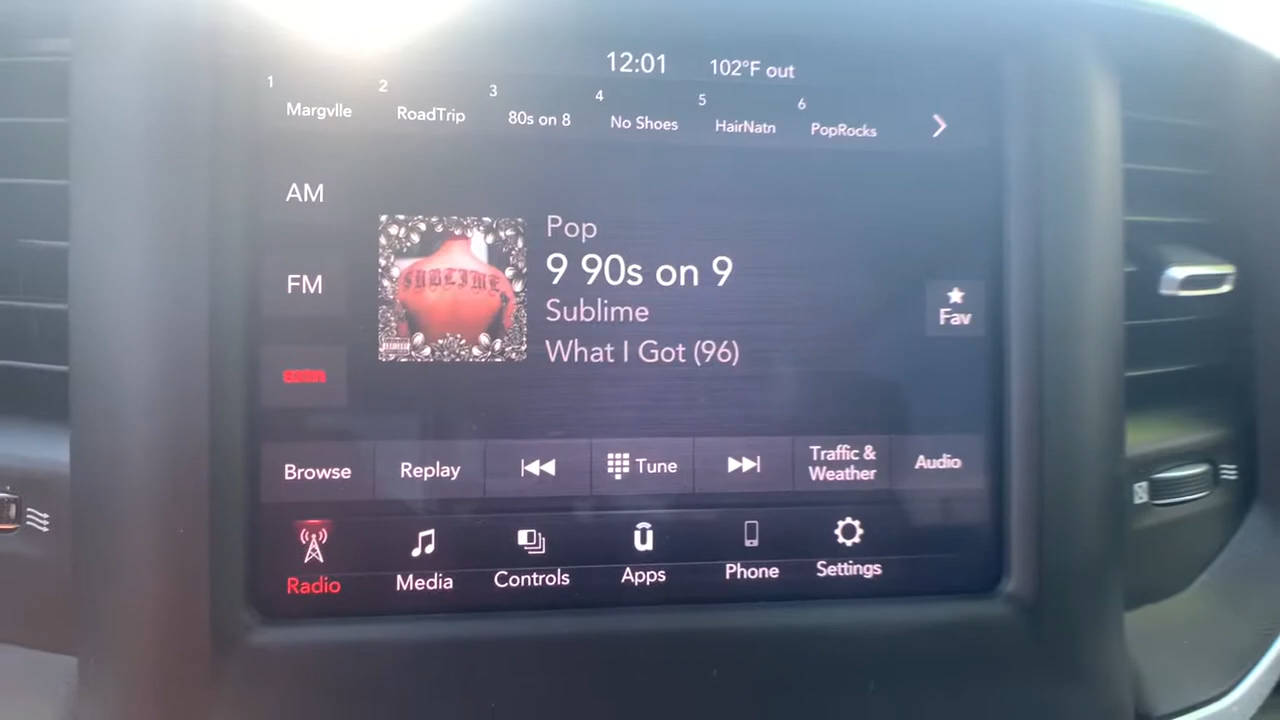 12:01 102°F out
1 Margvlle 2 RoadTrip 3 80s on 8 4 No Shoes 5 HairNatn 6 PopRocks
AM
FM
SUBLIME
Pop
9 90s on 9
Sublime
What I Got (96)
Fav
Browse Replay Tune Traffic & Weather Audio
Radio Media Controls Apps Phone Settings